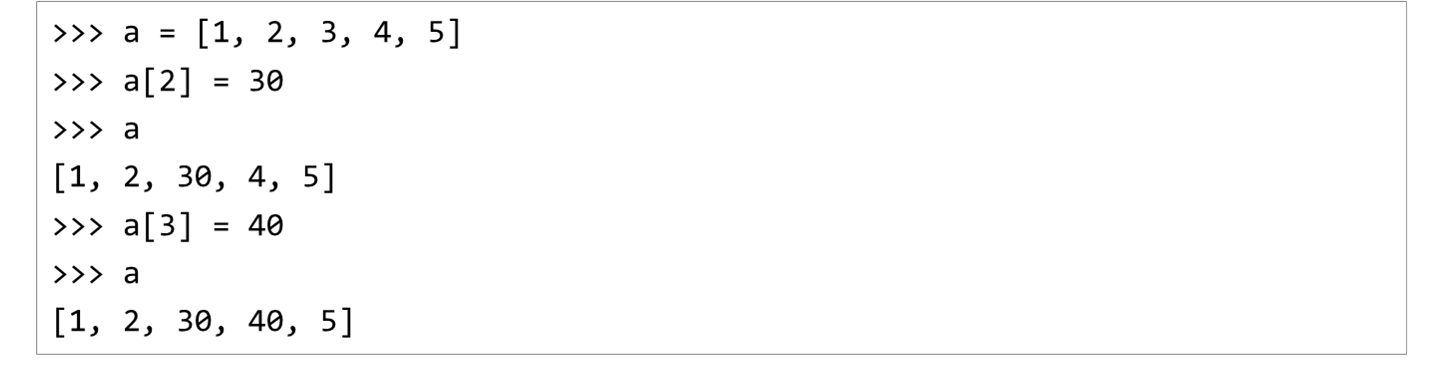 >>> a = [1, 2, 3, 4, 5]
>>> a[2] = 30
>>> a
[1, 2, 30, 4, 5]
>>> a[3] = 40
>>> a
[1, 2, 30, 40, 5]